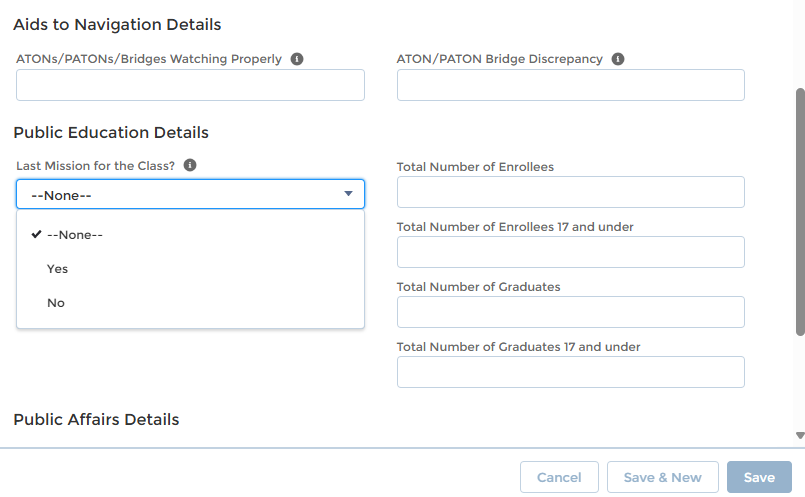 Aids to Navigation Details
ATONs/PATONs/Bridges Watching Properly
ATON/PATON Bridge Discrepancy
Public Education Details
Last Mission for the Class?
--None--
--None--
Yes
No
Total Number of Enrollees
Total Number of Enrollees 17 and under
Total Number of Graduates
Total Number of Graduates 17 and under
Public Affairs Details
Cancel
Save & New
Save